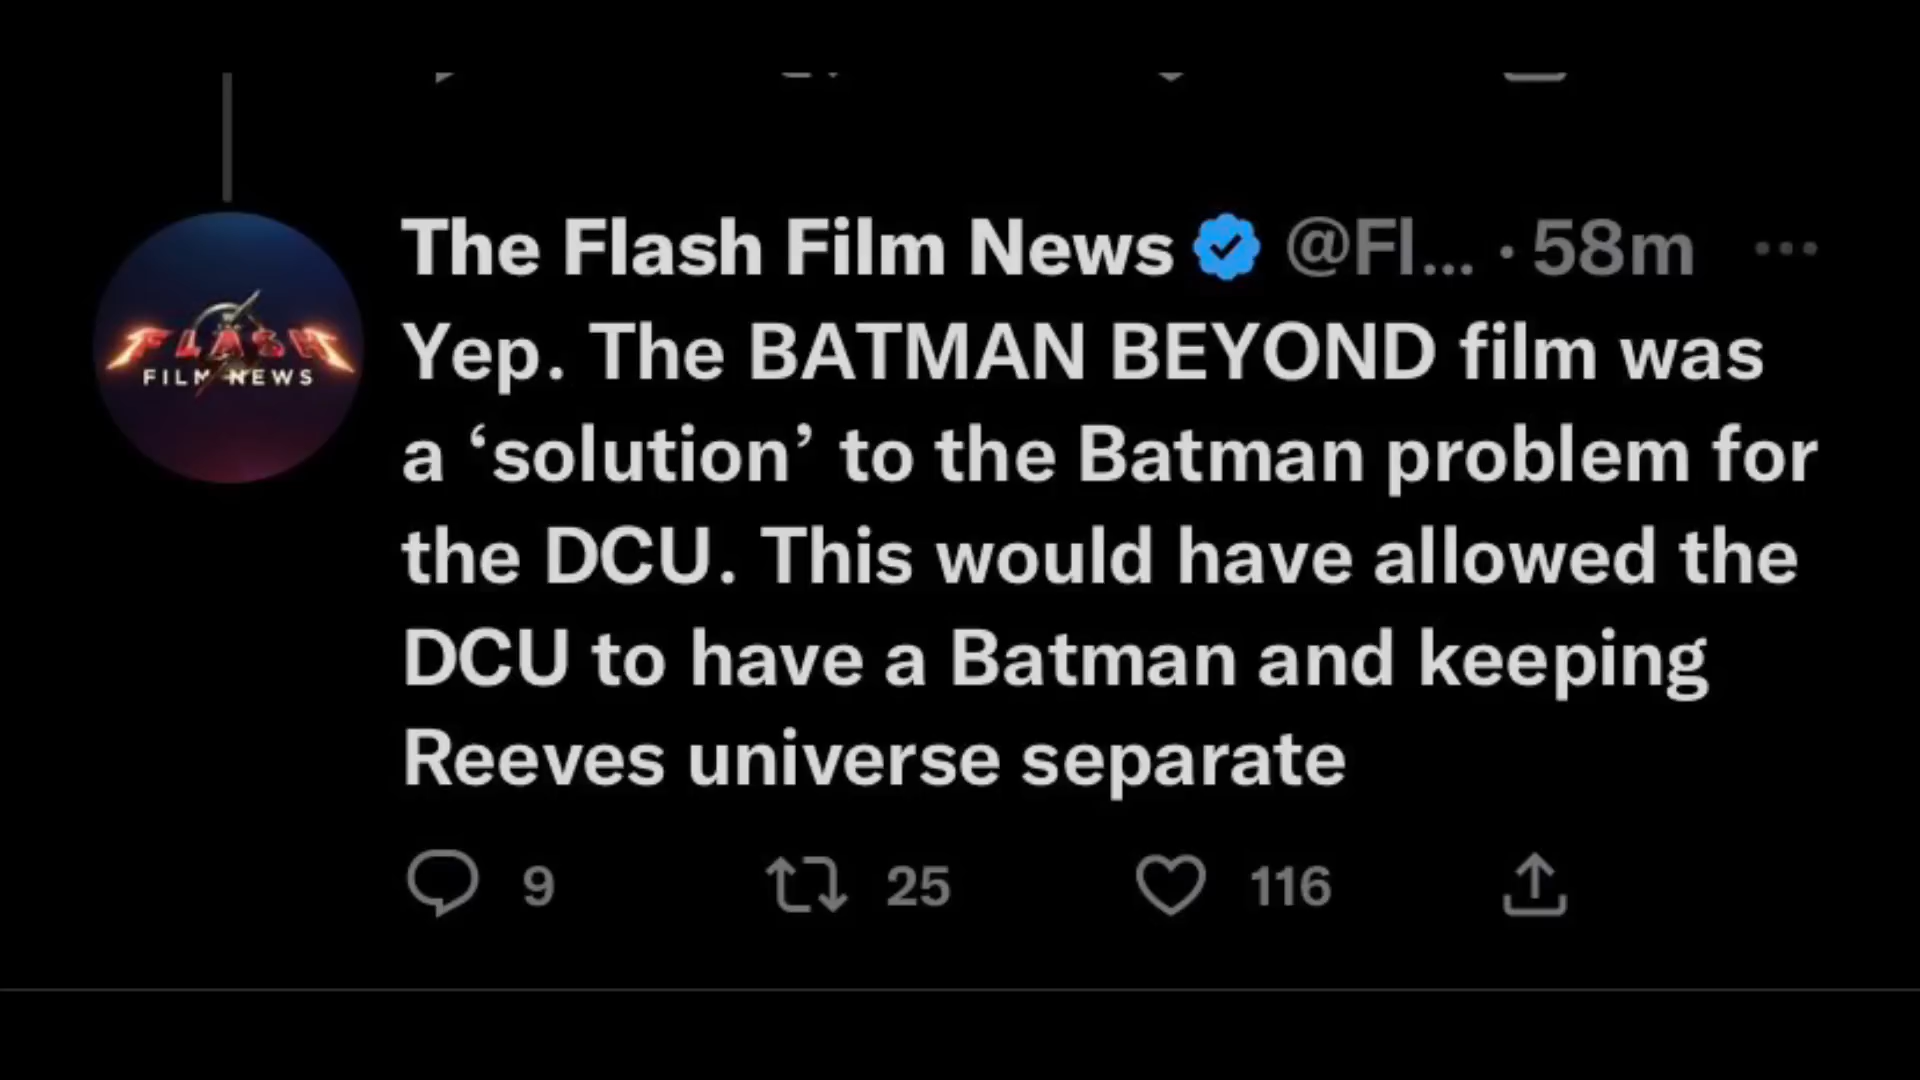 The Flash Film News @Fl... · 58m
FLASH
FILM NEWS
Yep. The BATMAN BEYOND film was
a ‘solution’ to the Batman problem for
the DCU. This would have allowed the
DCU to have a Batman and keeping
Reeves universe separate
9 25 116